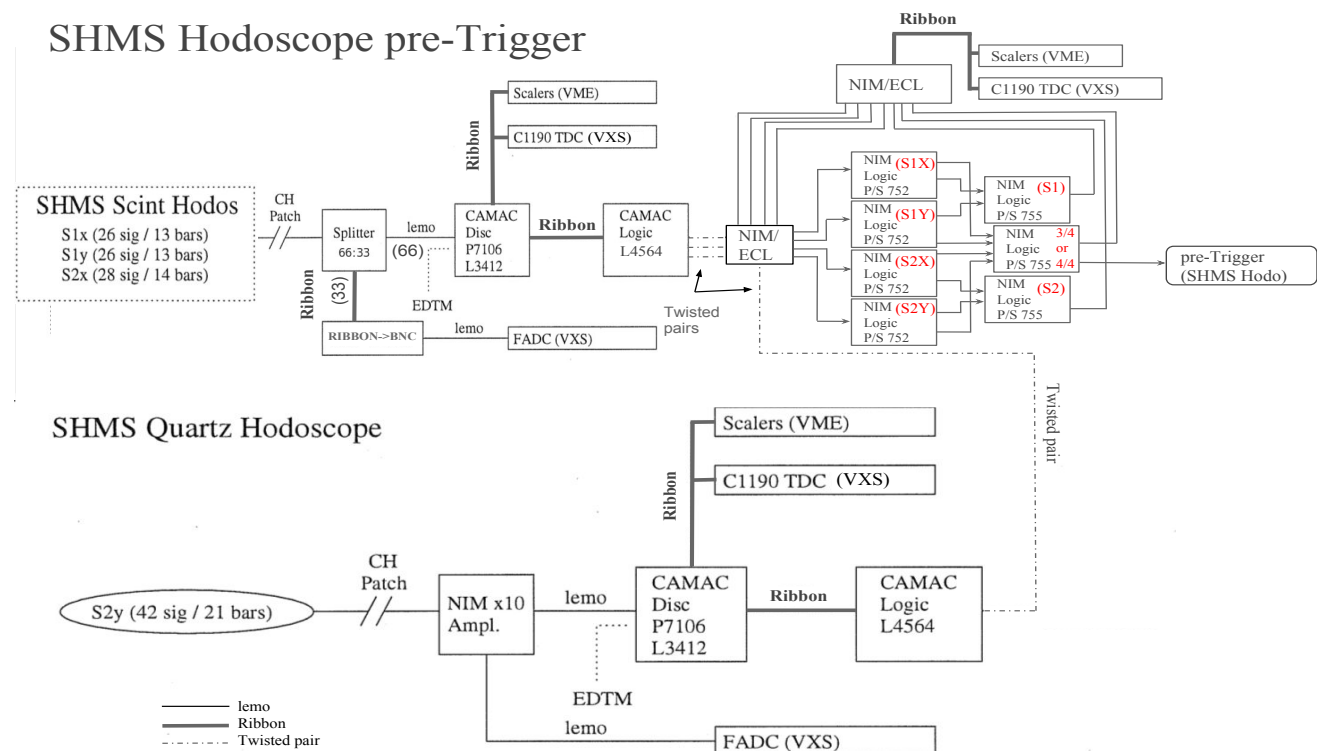 SHMS Hodoscope pre-Trigger
Ribbon
Scalers (VME)
C1190 TDC (VXS)
NIM/ECL
Scalers (VME)
C1190 TDC (VXS)
Ribbon
SHMS Scint Hodos
S1x (26 sig / 13 bars)
S1y (26 sig / 13 bars)
S2x (28 sig / 14 bars)
CH
Patch
Splitter
66:33
lemo
(66)
CAMAC
Disc
P7106
L3412
EDTM
Ribbon
CAMAC
Logic
L4564
Ribbon
(33)
RIBBON->BNC
lemo
FADC (VXS)
Twisted
pairs
NIM/
ECL
NIM (S1X)
Logic
P/S 752
NIM (S1Y)
Logic
P/S 752
NIM (S2X)
Logic
P/S 752
NIM (S2Y)
Logic
P/S 752
NIM (S1)
Logic
P/S 755
NIM 3/4
Logic or
P/S 755 4/4
NIM (S2)
Logic
P/S 755
pre-Trigger
(SHMS Hodo)
Twisted pair
SHMS Quartz Hodoscope
Scalers (VME)
C1190 TDC (VXS)
Ribbon
S2y (42 sig / 21 bars)
CH
Patch
NIM x10
Ampl.
lemo
CAMAC
Disc
P7106
L3412
EDTM
Ribbon
CAMAC
Logic
L4564
lemo
FADC (VXS)
lemo
Ribbon
Twisted pair